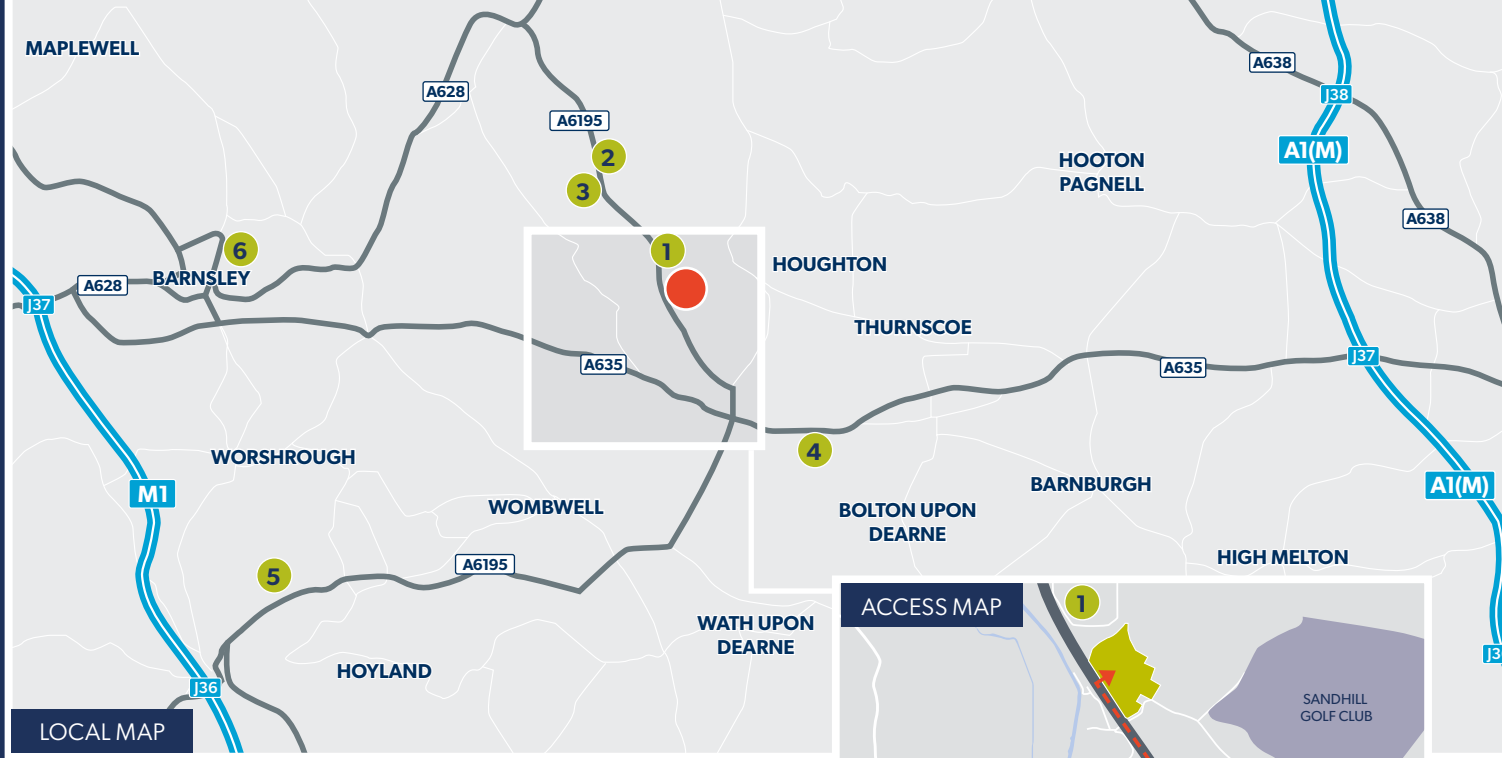 MAPLEWELL
A638
A628
J38
A6195
A1(M)
2
HOOTON
PAGNELL
3
A638
6
1
HOUGHTON
BARNSLEY
A628
J37
THURNSCOE
J37
A635
A635
4
WORSHROUGH
BARNBURGH
A1(M)
M1
WOMBWELL
BOLTON UPON
DEARNE
HIGH MELTON
A6195
5
ACCESS MAP
1
WATH UPON
DEARNE
HOYLAND
J36
SANDHILL
GOLF CLUB
LOCAL MAP